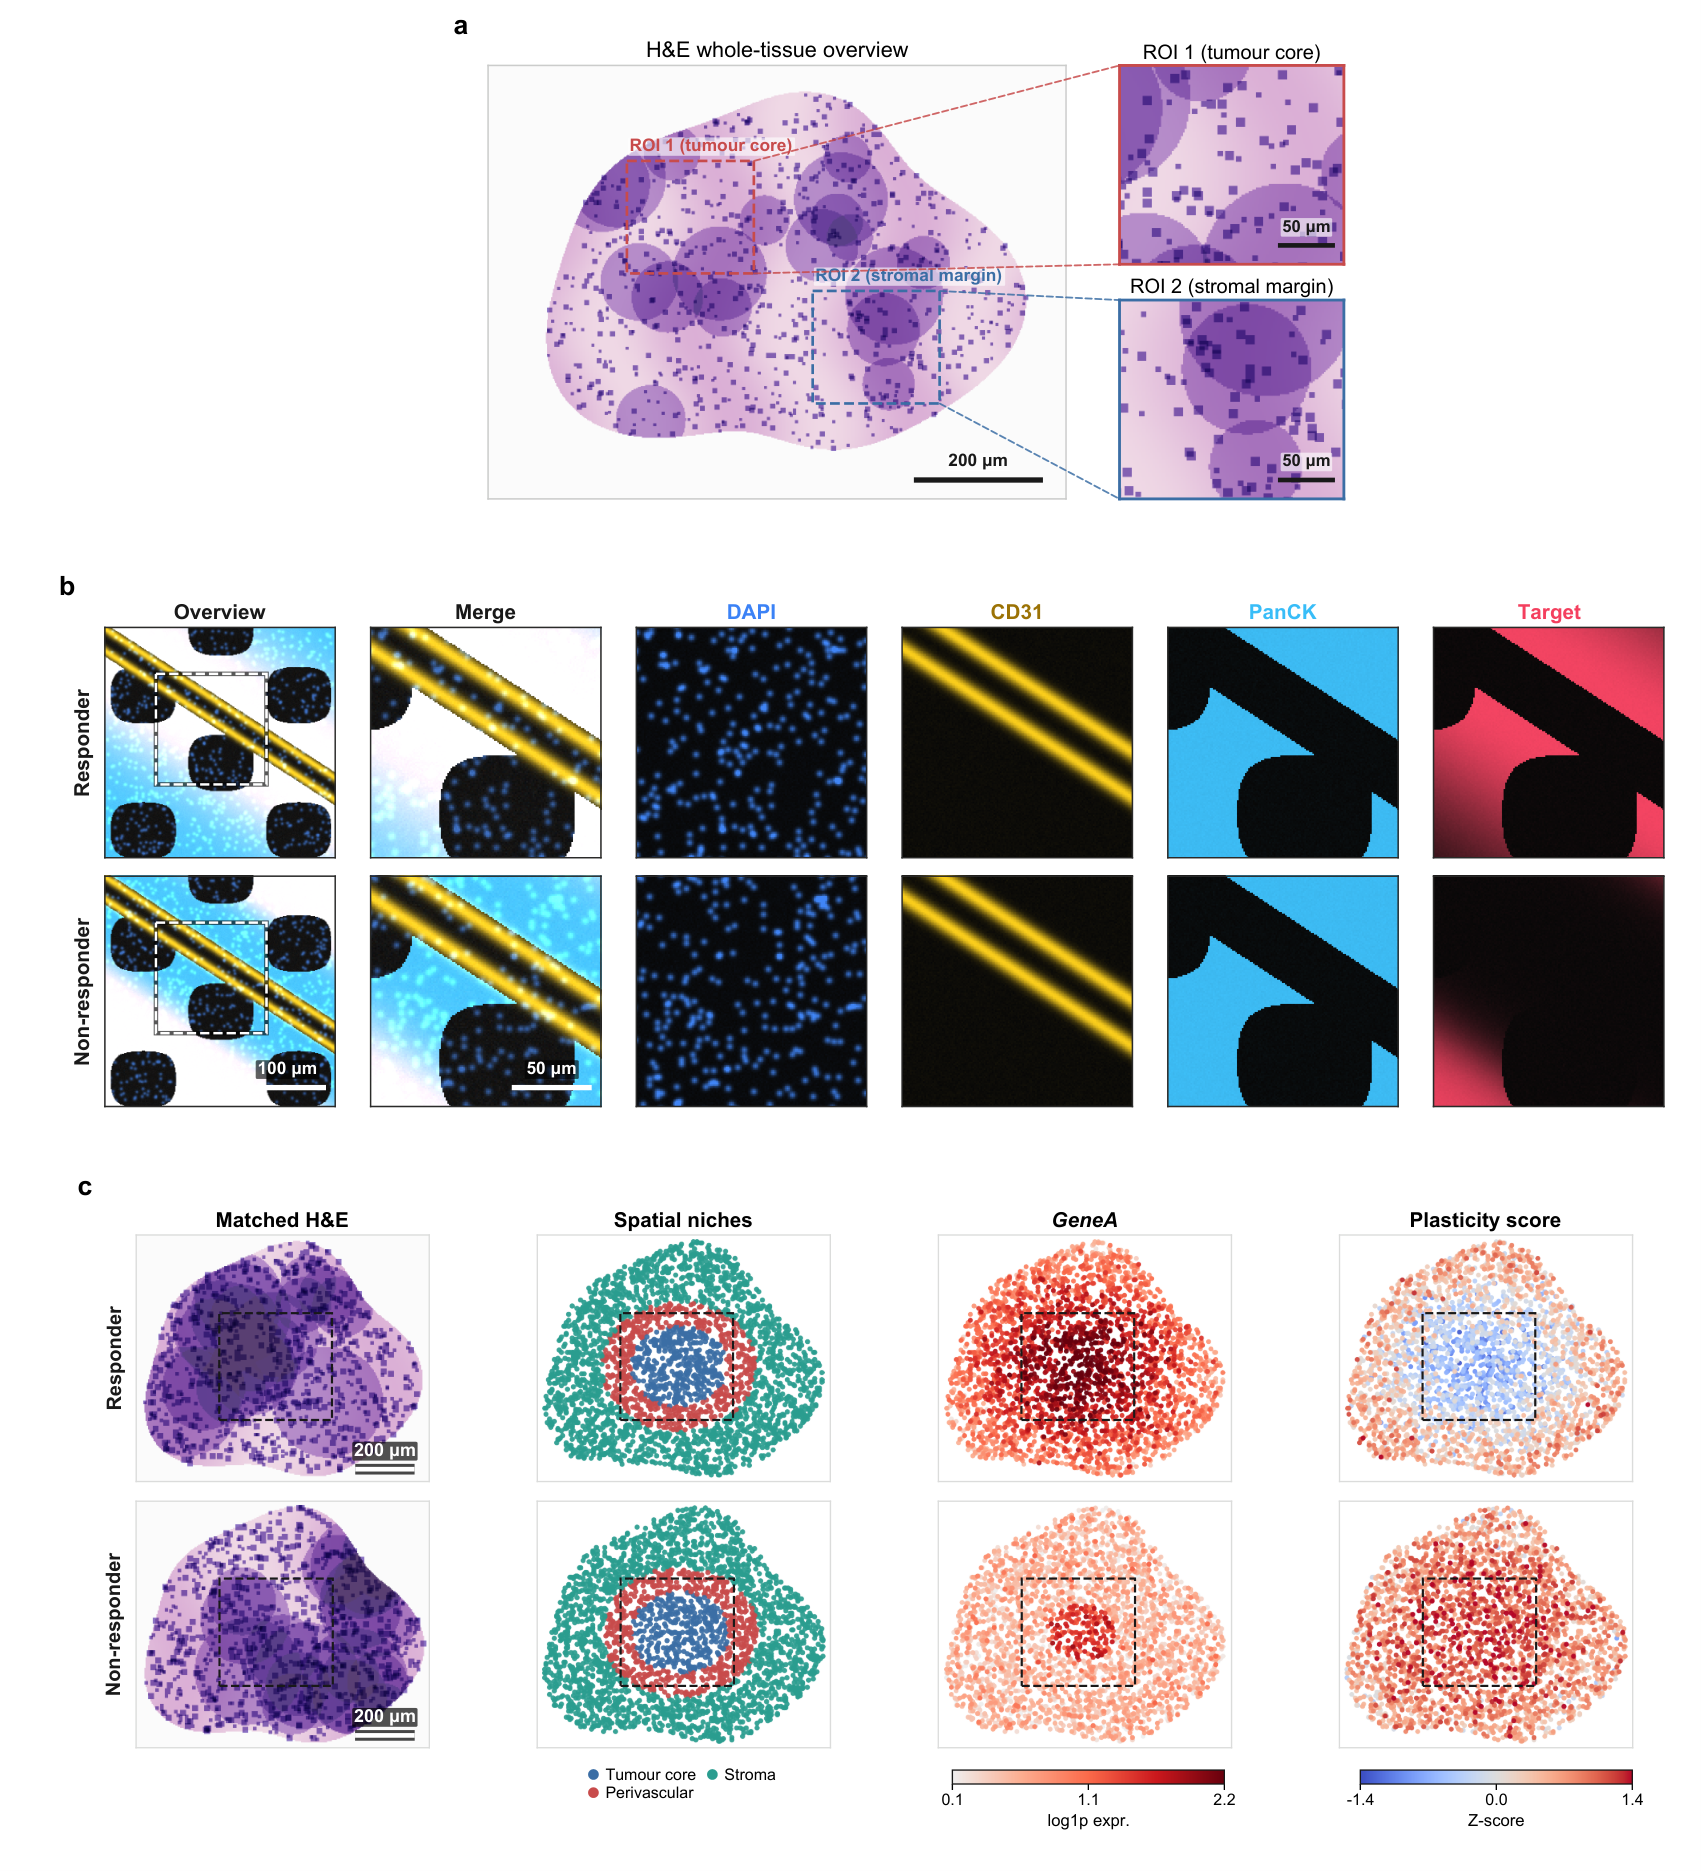 a
H&E whole-tissue overview
ROI 1 (tumour core)
ROI 1 (tumour core)
50 µm
ROI 2 (stromal margin)
ROI 2 (stromal margin)
50 µm
200 µm
b
Overview Merge DAPI CD31 PanCK Target
Responder
Non-responder
100 µm
50 µm
c
Matched H&E Spatial niches GeneA Plasticity score
Responder
200 µm
Non-responder
200 µm
Tumour core Stroma
Perivascular
0.1 1.1 2.2
log1p expr.
-1.4 0.0 1.4
Z-score